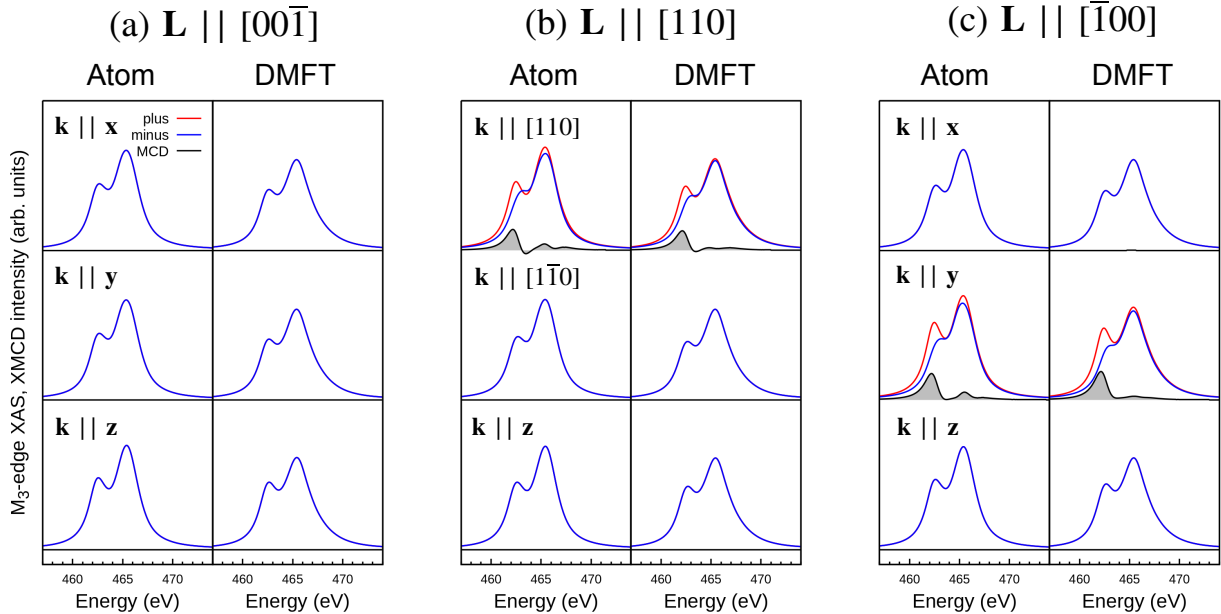 (a) L || [001̅]
(b) L || [110]
(c) L || [1̅00]
Atom DMFT
Atom DMFT
Atom DMFT
M3-edge XAS, XMCD intensity (arb. units)
k || x
plus
minus
MCD
k || y
k || z
460 465 470
460 465 470
Energy (eV) Energy (eV)
k || [110]
k || [11̅0]
k || z
460 465 470
460 465 470
Energy (eV) Energy (eV)
k || x
k || y
k || z
460 465 470
460 465 470
Energy (eV) Energy (eV)